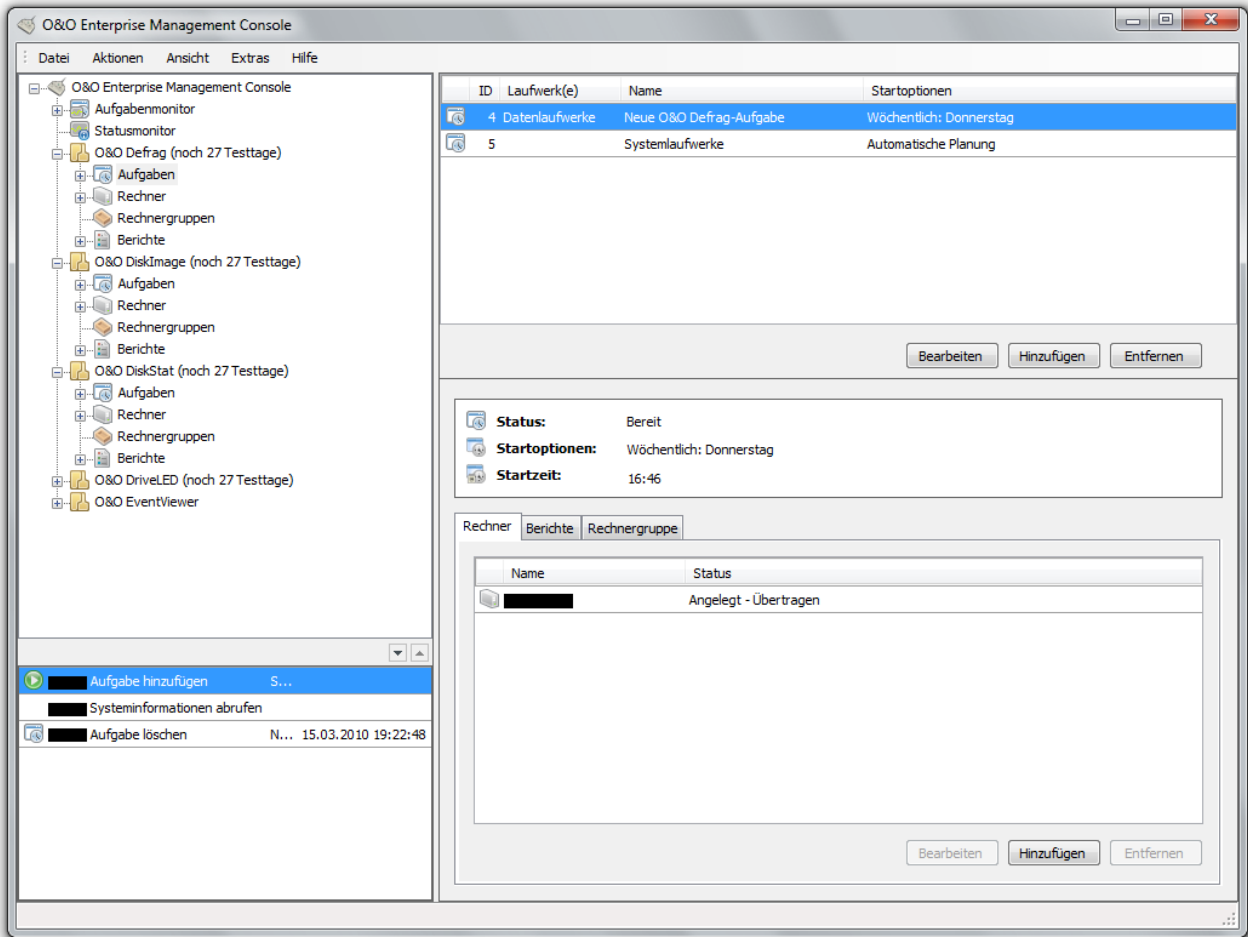 O&O Enterprise Management Console
Datei Aktionen Ansicht Extras Hilfe
O&O Enterprise Management Console
Aufgabenmonitor
Statusmonitor
O&O Defrag (noch 27 Testtage)
Aufgaben
Rechner
Rechnergruppen
Berichte
O&O DiskImage (noch 27 Testtage)
Aufgaben
Rechner
Rechnergruppen
Berichte
O&O DiskStat (noch 27 Testtage)
Aufgaben
Rechner
Rechnergruppen
Berichte
O&O DriveLED (noch 27 Testtage)
O&O EventViewer
Aufgabe hinzufügen S...
Systeminformationen abrufen
Aufgabe löschen N... 15.03.2010 19:22:48
ID Laufwerk(e) Name Startoptionen
4 Datenlaufwerke Neue O&O Defrag-Aufgabe Wöchentlich: Donnerstag
5 Systemlaufwerke Automatische Planung
Bearbeiten Hinzufügen Entfernen
Status: Bereit
Startoptionen: Wöchentlich: Donnerstag
Startzeit: 16:46
Rechner Berichte Rechnergruppe
Name Status
Angelegt - Übertragen
Bearbeiten Hinzufügen Entfernen